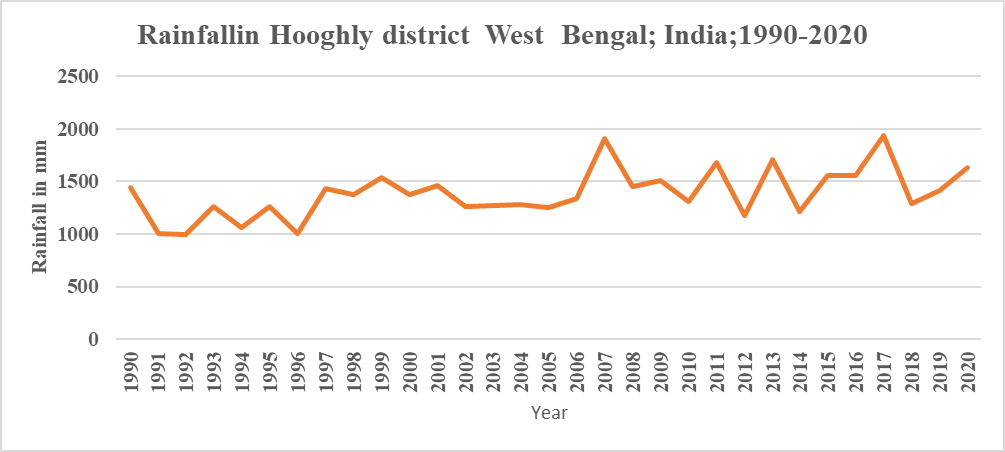 Rainfallin Hooghly district West Bengal; India;1990-2020
2500
2000
1500
1000
500
0
Rainfall in mm
1990 1991 1992 1993 1994 1995 1996 1997 1998 1999 2000 2001 2002 2003 2004 2005 2006 2007 2008 2009 2010 2011 2012 2013 2014 2015 2016 2017 2018 2019 2020
Year